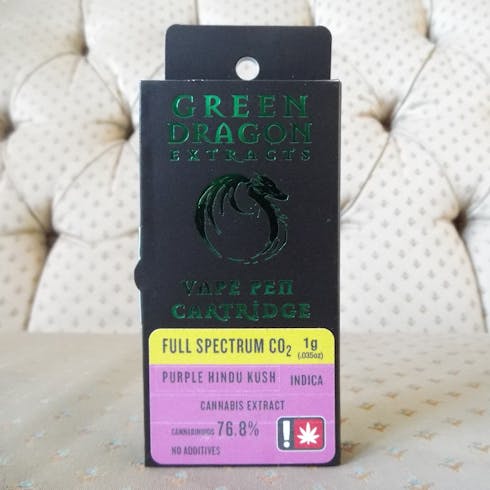 GREEN
DRAGON
EXTRACTS
VAPE PEN
CARTRIDGE
FULL SPECTRUM CO₂ 1g
(.035oz)
PURPLE HINDU KUSH INDICA
CANNABIS EXTRACT
CANNABINOIDS 76.8%
NO ADDITIVES
!